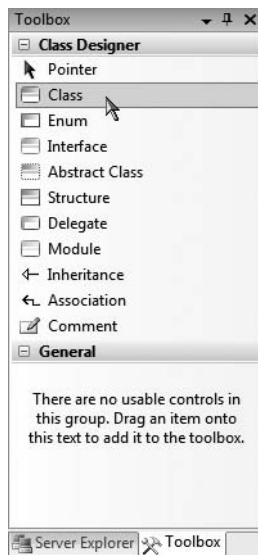 Toolbox
Class Designer
Pointer
Class
Enum
Interface
Abstract Class
Structure
Delegate
Module
Inheritance
Association
Comment
General
There are no usable controls in
this group. Drag an item onto
this text to add it to the toolbox.
Server Explorer Toolbox